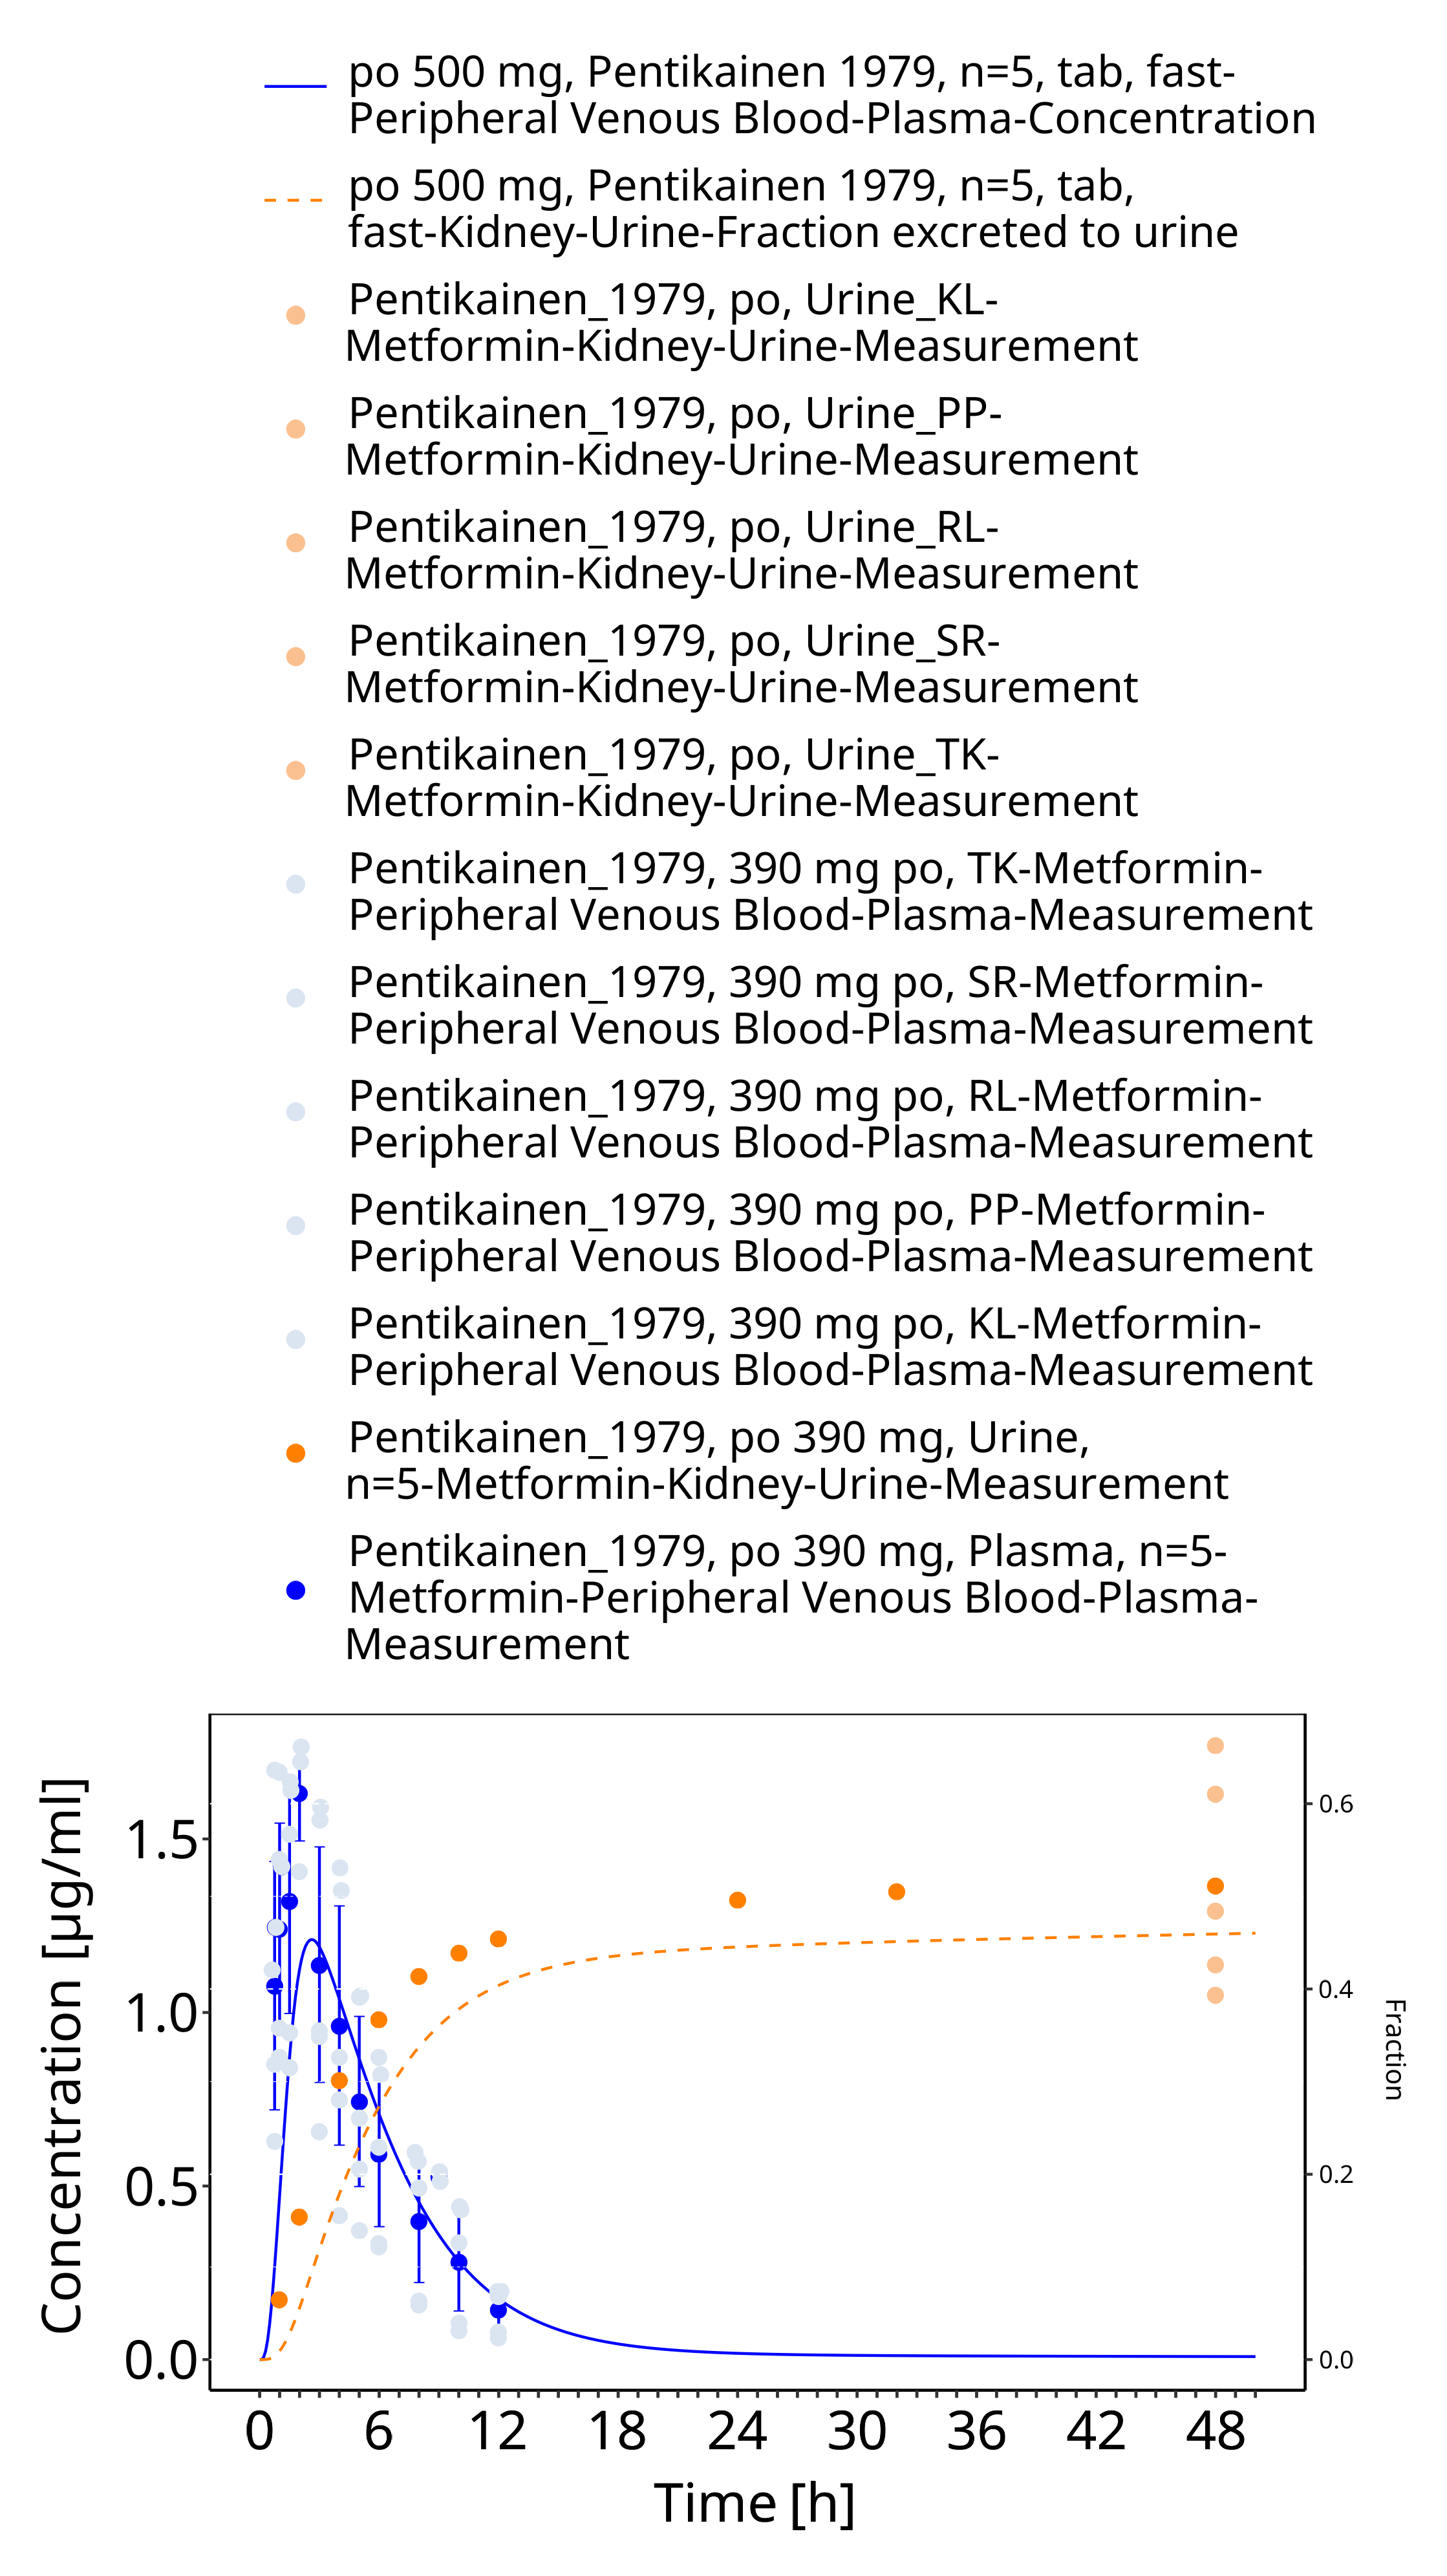 po 500 mg, Pentikainen 1979, n=5, tab, fast-
Peripheral Venous Blood-Plasma-Concentration
po 500 mg, Pentikainen 1979, n=5, tab,
fast-Kidney-Urine-Fraction excreted to urine
Pentikainen_1979, po, Urine_KL-
Metformin-Kidney-Urine-Measurement
Pentikainen_1979, po, Urine_PP-
Metformin-Kidney-Urine-Measurement
Pentikainen_1979, po, Urine_RL-
Metformin-Kidney-Urine-Measurement
Pentikainen_1979, po, Urine_SR-
Metformin-Kidney-Urine-Measurement
Pentikainen_1979, po, Urine_TK-
Metformin-Kidney-Urine-Measurement
Pentikainen_1979, 390 mg po, TK-Metformin-
Peripheral Venous Blood-Plasma-Measurement
Pentikainen_1979, 390 mg po, SR-Metformin-
Peripheral Venous Blood-Plasma-Measurement
Pentikainen_1979, 390 mg po, RL-Metformin-
Peripheral Venous Blood-Plasma-Measurement
Pentikainen_1979, 390 mg po, PP-Metformin-
Peripheral Venous Blood-Plasma-Measurement
Pentikainen_1979, 390 mg po, KL-Metformin-
Peripheral Venous Blood-Plasma-Measurement
Pentikainen_1979, po 390 mg, Urine,
n=5-Metformin-Kidney-Urine-Measurement
Pentikainen_1979, po 390 mg, Plasma, n=5-
Metformin-Peripheral Venous Blood-Plasma-
Measurement
Concentration [µg/ml]
1.5
1.0
0.5
0.0
0.6
0.4
0.2
0.0
Fraction
0 6 12 18 24 30 36 42 48
Time [h]